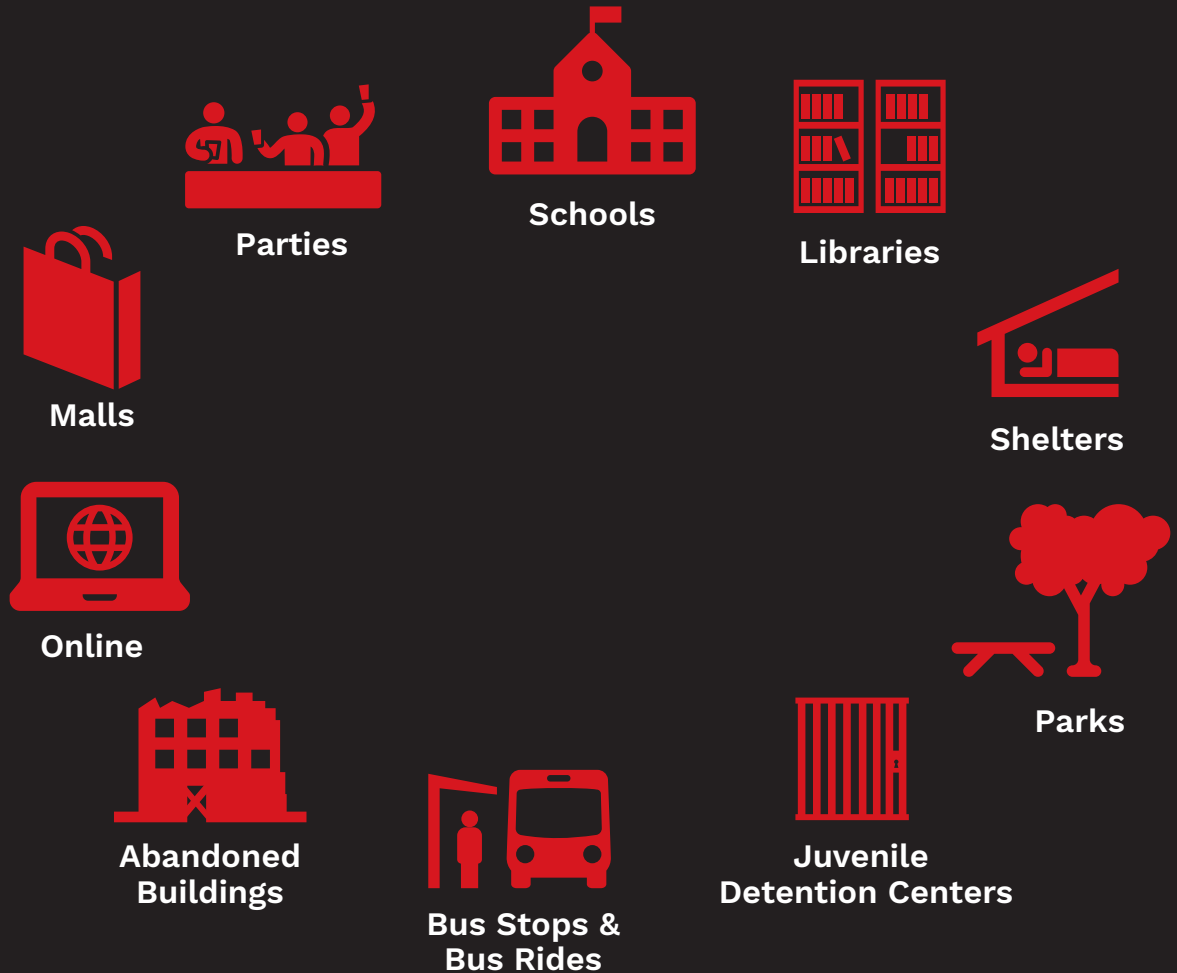 Schools
Parties
Libraries
Malls
Shelters
Online
Parks
Abandoned
Buildings
Juvenile
Detention Centers
Bus Stops &
Bus Rides